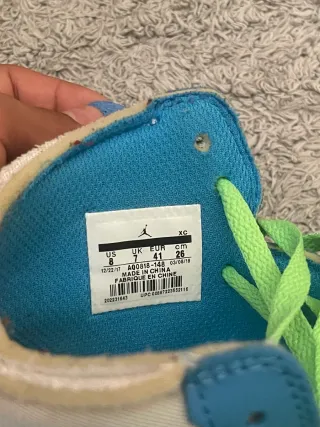 XC
US UK EUR cm
8 7 41 26
12/22/17 AQ0818-148 03/08/18
MADE IN CHINA
FABRIQUE EN CHINE